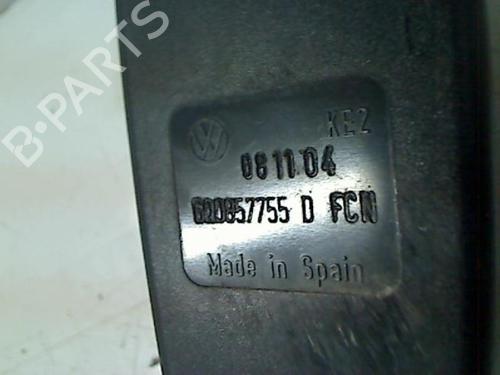 B-PARTS
KE2
081104
6Q0857755 D FCN
Made in Spain